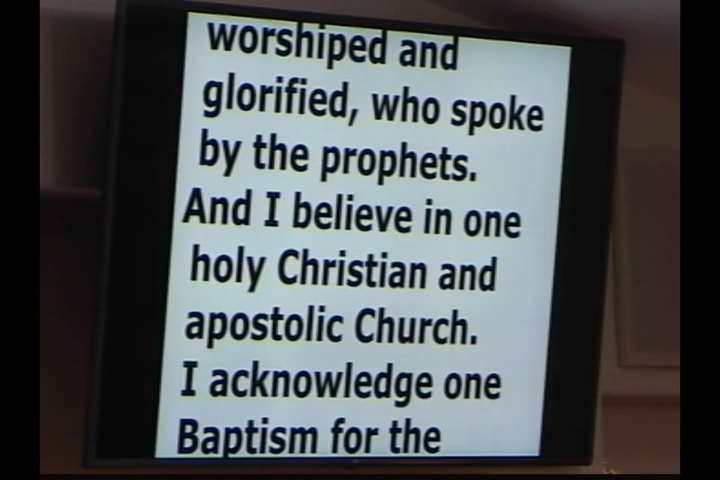 worshiped and
glorified, who spoke
by the prophets.
And I believe in one
holy Christian and
apostolic Church.
I acknowledge one
Baptism for the